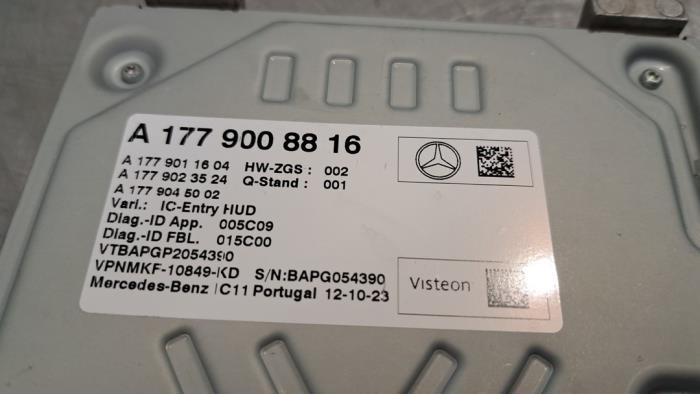 A 177 900 88 16
A 177 901 16 04 HW-ZGS : 002
A 177 902 35 24 Q-Stand : 001
A 177 904 50 02
Vari.: IC-Entry HUD
Diag.-ID App. 005C09
Diag.-ID FBL. 015C00
VTBAPGP2054390
VPNMKF-10849-KD S/N:BAPG054390
Mercedes-Benz IC11 Portugal 12-10-23
Visteon